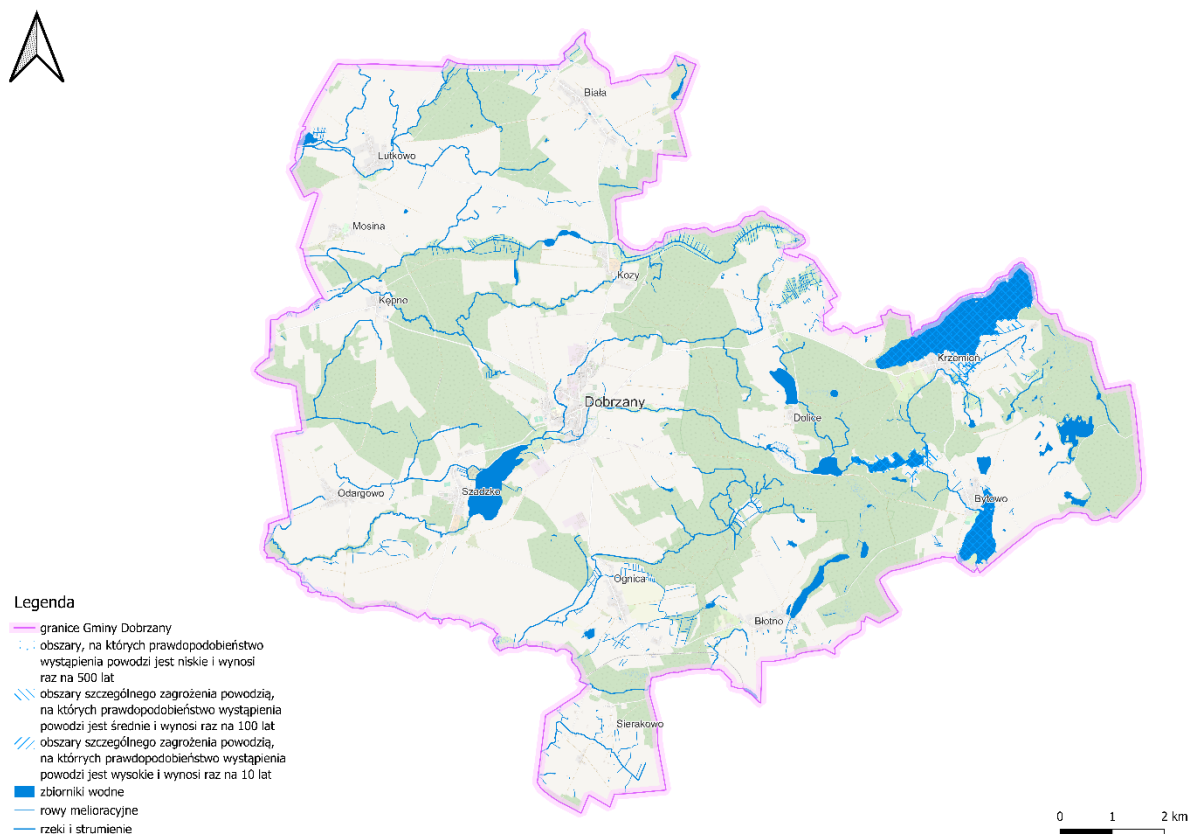 Biała
Lutkowo
Mosina
Kozy
Kępno
Krzemień
Dobrzany
Dolice
Odargowo
Szadzko
Bytowo
Ognica
Błotno
Sierakowo
Legenda
granice Gminy Dobrzany
obszary, na których prawdopodobieństwo
wystąpienia powodzi jest niskie i wynosi
raz na 500 lat
obszary szczególnego zagrożenia powodzią,
na których prawdopodobieństwo wystąpienia
powodzi jest średnie i wynosi raz na 100 lat
obszary szczególnego zagrożenia powodzią,
na którrych prawdopodobieństwo wystąpienia
powodzi jest wysokie i wynosi raz na 10 lat
zbiorniki wodne
rowy melioracyjne
rzeki i strumienie
0 1 2 km